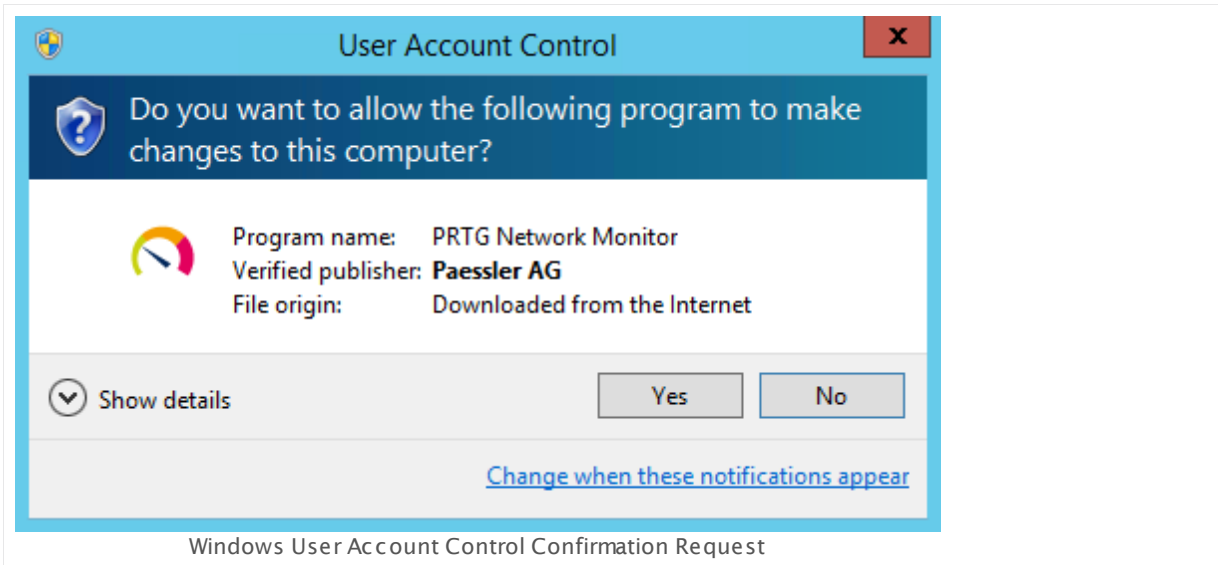 User Account Control
x
Do you want to allow the following program to make
changes to this computer?
Program name: PRTG Network Monitor
Verified publisher: Paessler AG
File origin: Downloaded from the Internet
Show details
Yes No
Change when these notifications appear
Windows User Account Control Confirmation Request